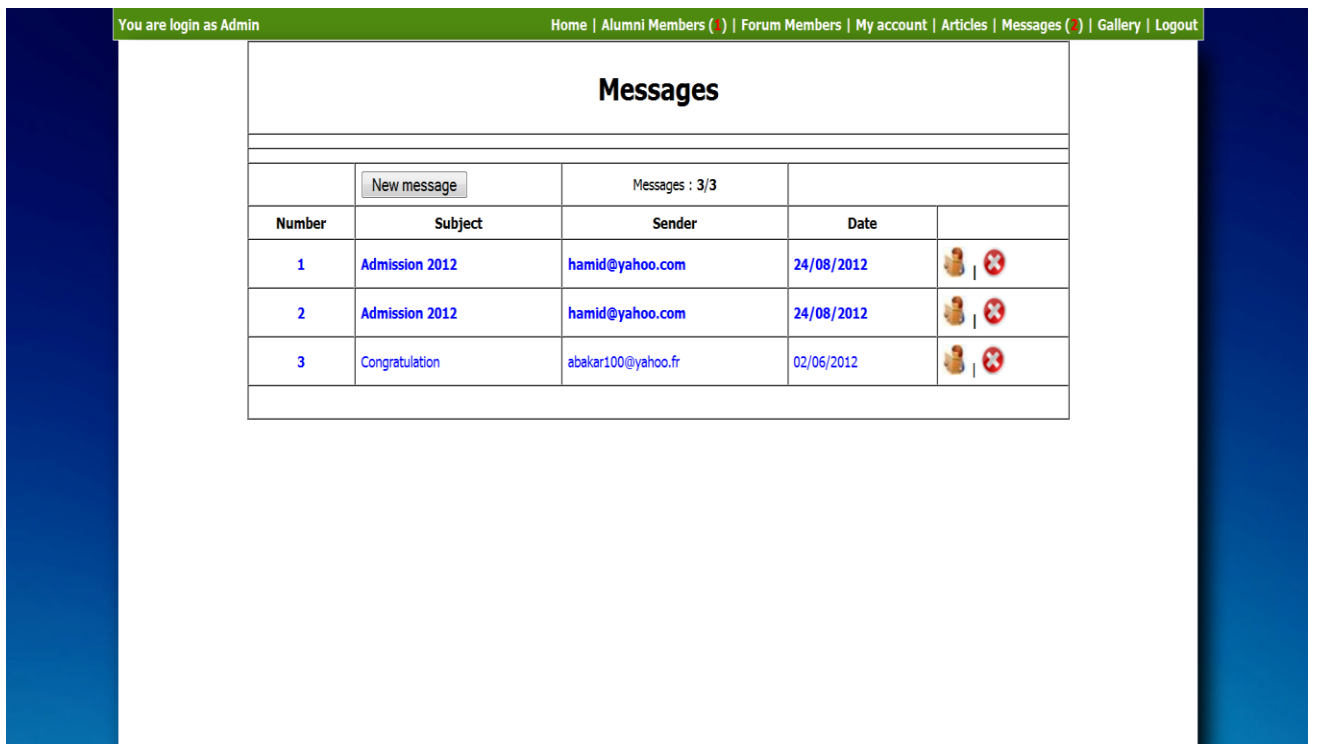 You are login as Admin Home | Alumni Members (1) | Forum Members | My account | Articles | Messages (2) | Gallery | Logout
Messages
New message Messages : 3/3
Number Subject Sender Date
1 Admission 2012 hamid@yahoo.com 24/08/2012 |
2 Admission 2012 hamid@yahoo.com 24/08/2012 |
3 Congratulation abakar100@yahoo.fr 02/06/2012 |